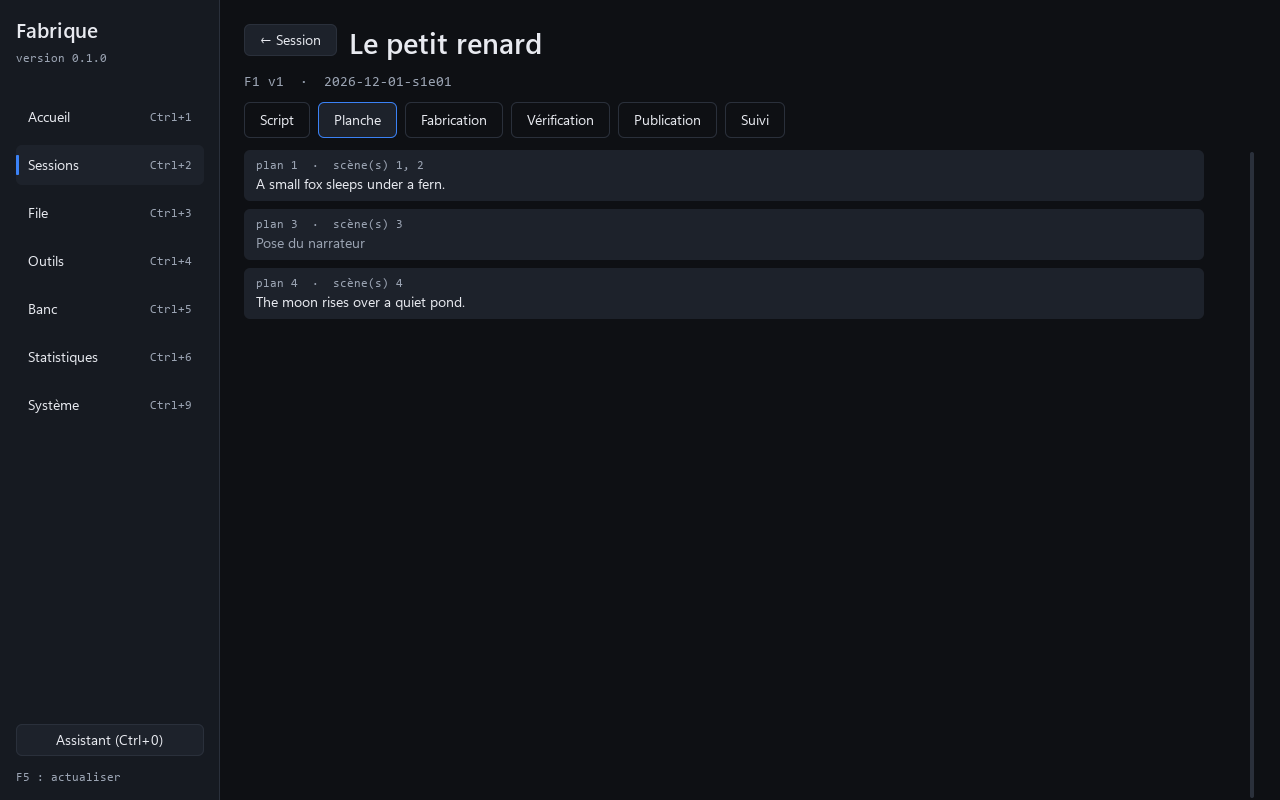 Fabrique
version 0.1.0
Accueil Ctrl+1
Sessions Ctrl+2
File Ctrl+3
Outils Ctrl+4
Banc Ctrl+5
Statistiques Ctrl+6
Système Ctrl+9
Assistant (Ctrl+0)
F5 : actualiser
← Session
Le petit renard
F1 v1 · 2026-12-01-s1e01
Script Planche Fabrication Vérification Publication Suivi
plan 1 · scène(s) 1, 2
A small fox sleeps under a fern.
plan 3 · scène(s) 3
Pose du narrateur
plan 4 · scène(s) 4
The moon rises over a quiet pond.